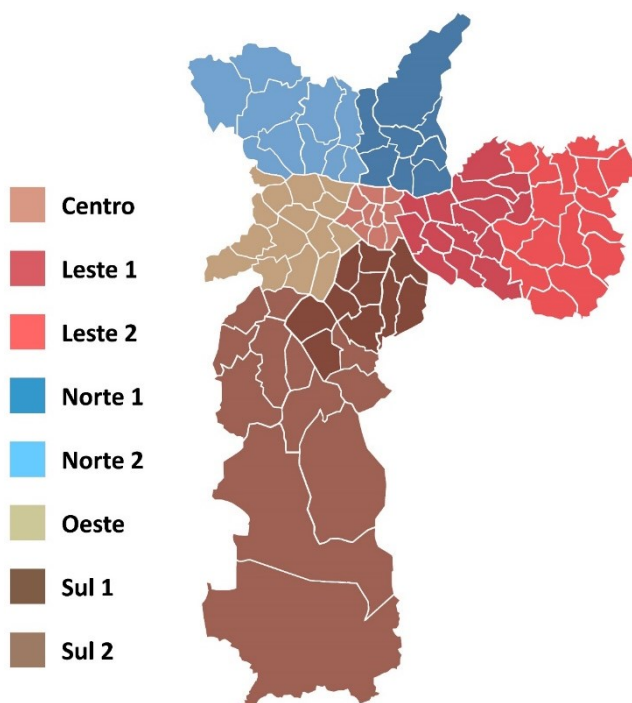 Centro
Leste 1
Leste 2
Norte 1
Norte 2
Oeste
Sul 1
Sul 2